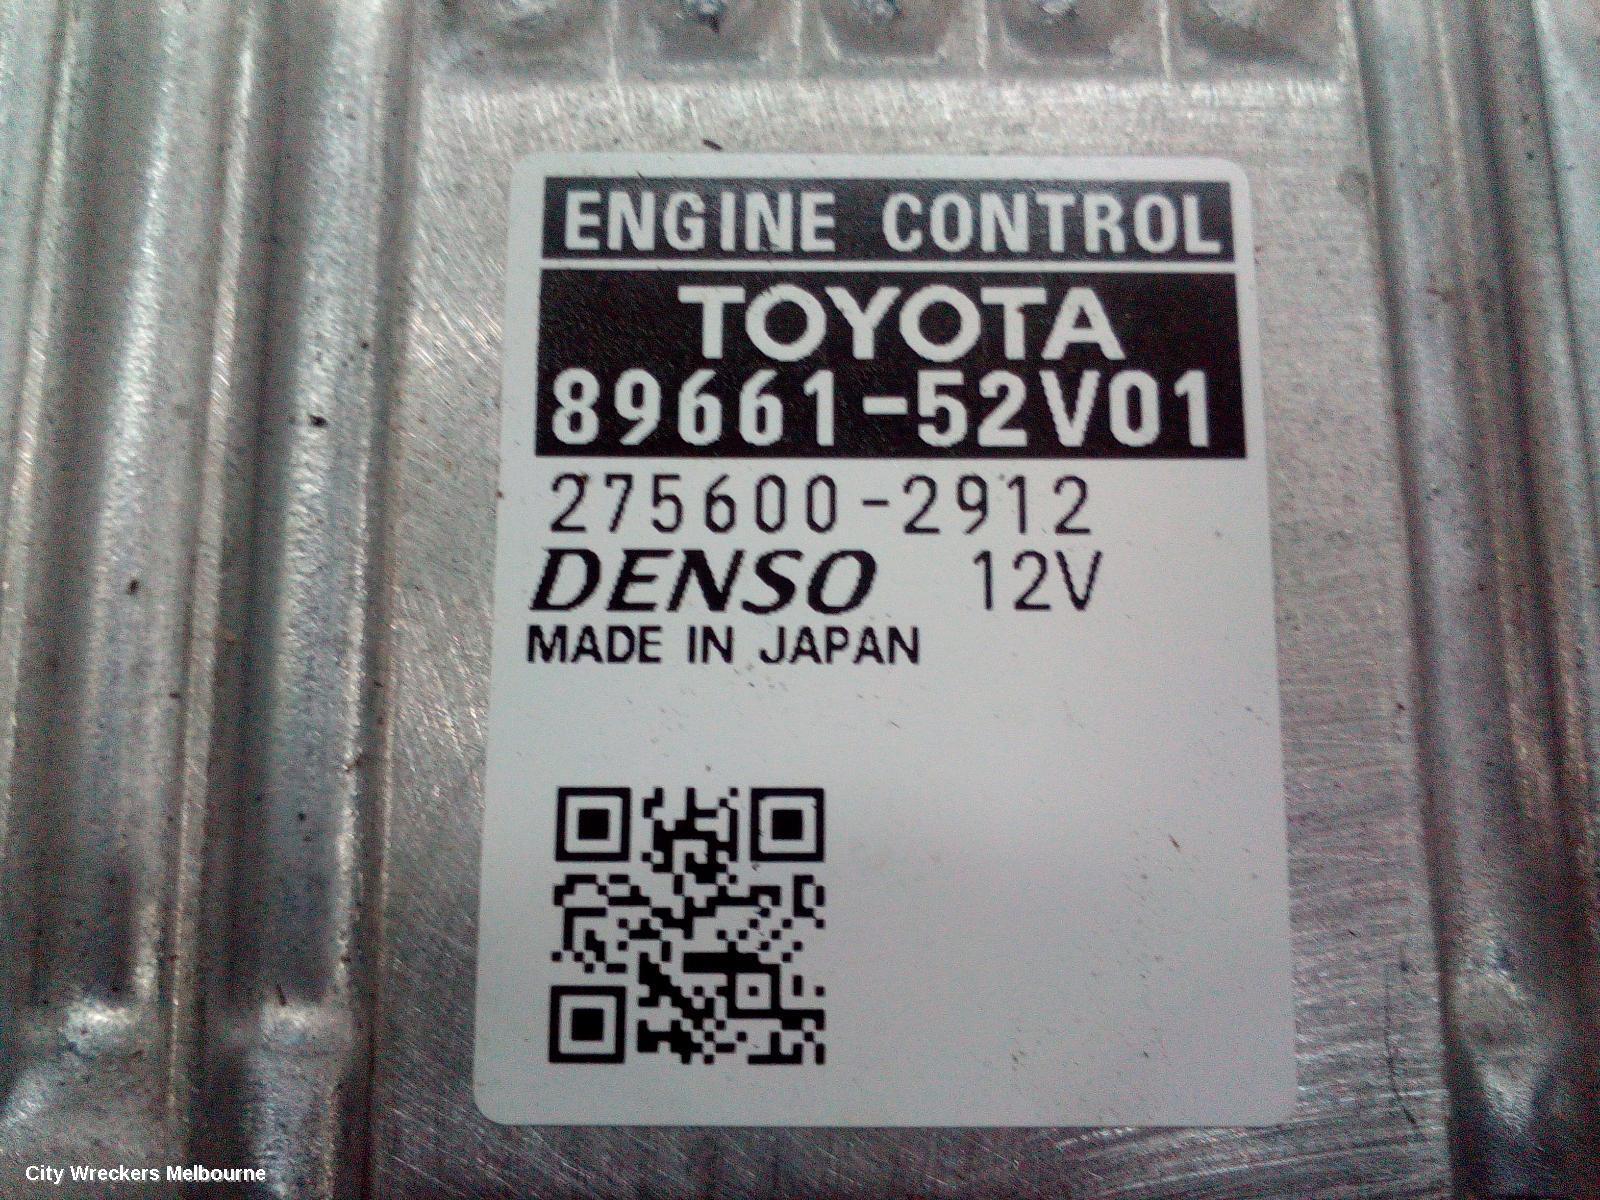 ENGINE CONTROL
TOYOTA
89661-52V01
275600-2912
DENSO 12V
MADE IN JAPAN
City Wreckers Melbourne